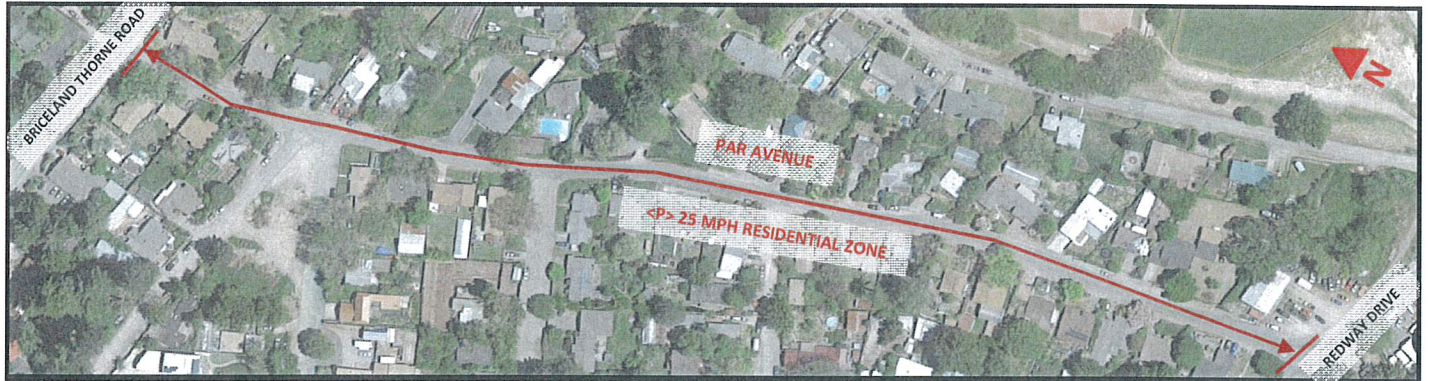 BRICELAND THORNE ROAD
N
PAR AVENUE
<P> 25 MPH RESIDENTIAL ZONE
REDWAY DRIVE